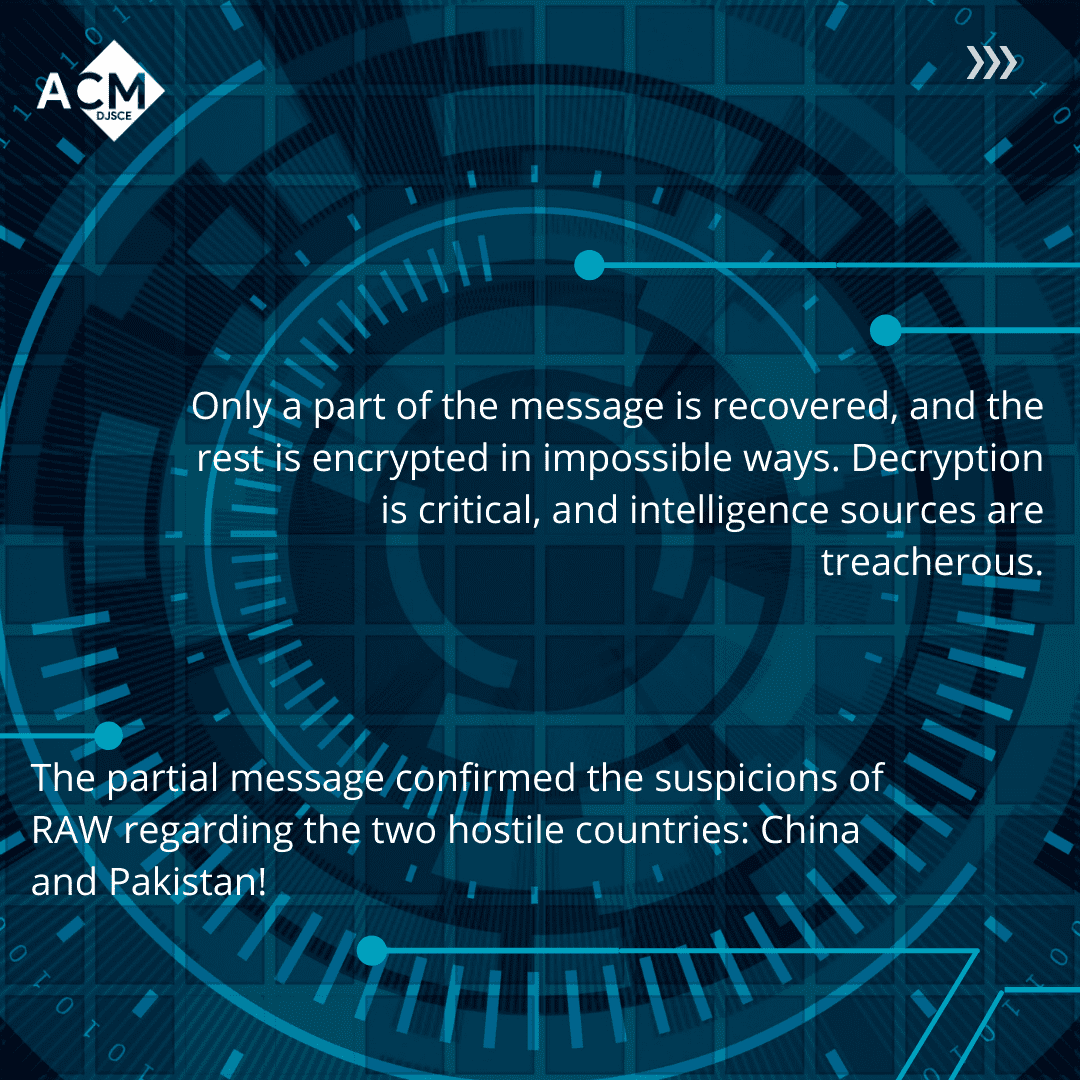 ACM
DJSCE
Only a part of the message is recovered, and the
rest is encrypted in impossible ways. Decryption
is critical, and intelligence sources are
treacherous.
The partial message confirmed the suspicions of
RAW regarding the two hostile countries: China
and Pakistan!